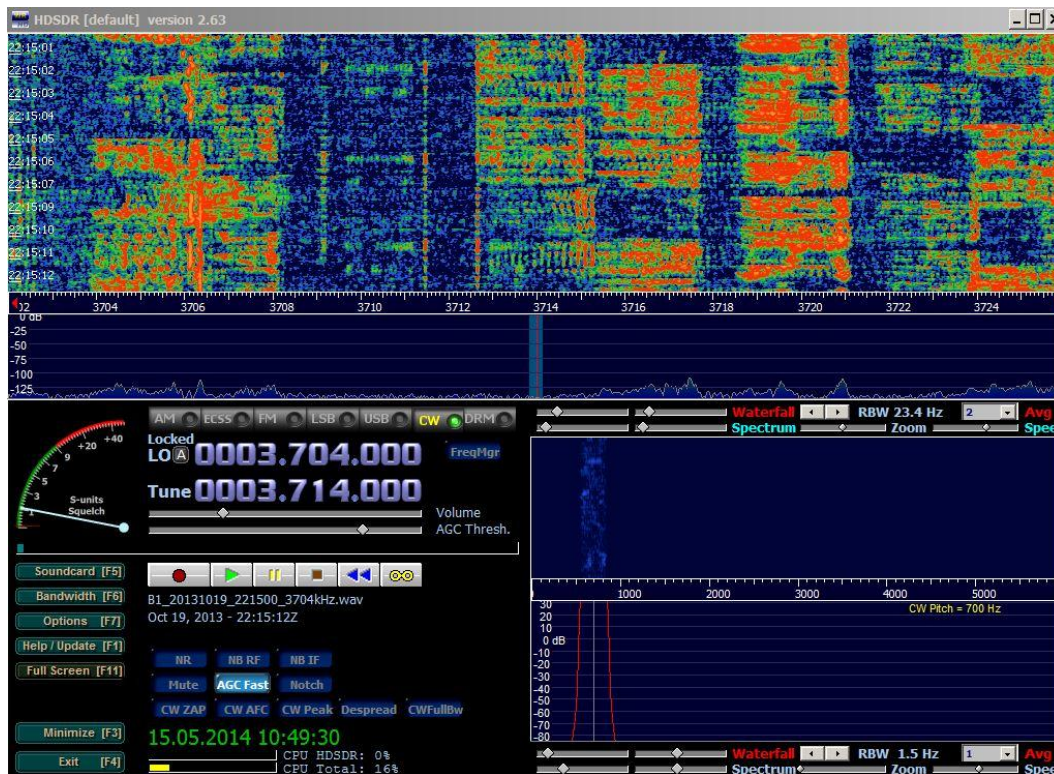 HDSDR [default] version 2.63
22:15:01
22:15:02
22:15:03
22:15:04
22:15:05
22:15:06
22:15:07
22:15:09
22:15:10
22:15:11
22:15:12
3704 3706 3708 3710 3712 3714 3716 3718 3720 3722 3724
0 dB
-25
-50
-75
-100
-125
AM ECSS FM LSB USB CW DRM
Waterfall RBW 23.4 Hz 2 Avg
Spectrum Zoom Spee
Locked
LO A 0003.704.000
FreqMgr
Tune 0003.714.000
Volume
AGC Thresh.
1 3 5 7 9 +20 +40
S-units
Squelch
Soundcard [F5]
Bandwidth [F6]
Options [F7]
Help / Update [F1]
Full Screen [F11]
Minimize [F3]
Exit [F4]
B1_20131019_221500_3704kHz.wav
Oct 19, 2013 - 22:15:12Z
NR NB RF NB IF
Mute AGC Fast Notch
CW ZAP CW AFC CW Peak Despread CWFullBw
15.05.2014 10:49:30
CPU HDSDR: 0%
CPU Total: 16%
1000 2000 3000 4000 5000
CW Pitch = 700 Hz
30
20
10
0 dB
-10
-20
-30
-40
-50
-60
-70
-80
Waterfall RBW 1.5 Hz 1 Avg
Spectrum Zoom Spee